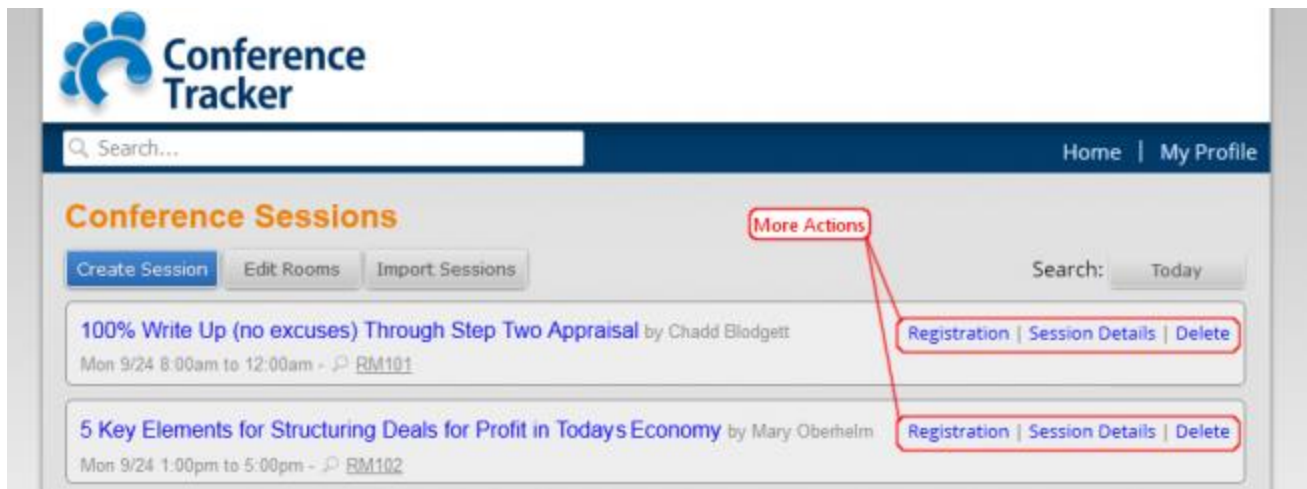 Conference
Tracker
Search...
Home | My Profile
Conference Sessions
More Actions
Create Session Edit Rooms Import Sessions Search: Today
100% Write Up (no excuses) Through Step Two Appraisal by Chadd Blodgett Registration | Session Details | Delete
Mon 9/24 8:00am to 12:00am - RM101
5 Key Elements for Structuring Deals for Profit in Todays Economy by Mary Oberhelm Registration | Session Details | Delete
Mon 9/24 1:00pm to 5:00pm - RM102